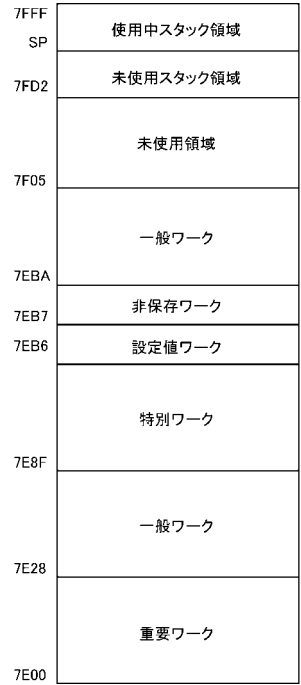 7FFF
使用中スタック領域
SP
未使用スタック領域
7FD2
未使用領域
7F05
一般ワーク
7EBA
非保存ワーク
7EB7
7EB6
設定値ワーク
特別ワーク
7E8F
一般ワーク
7E28
重要ワーク
7E00